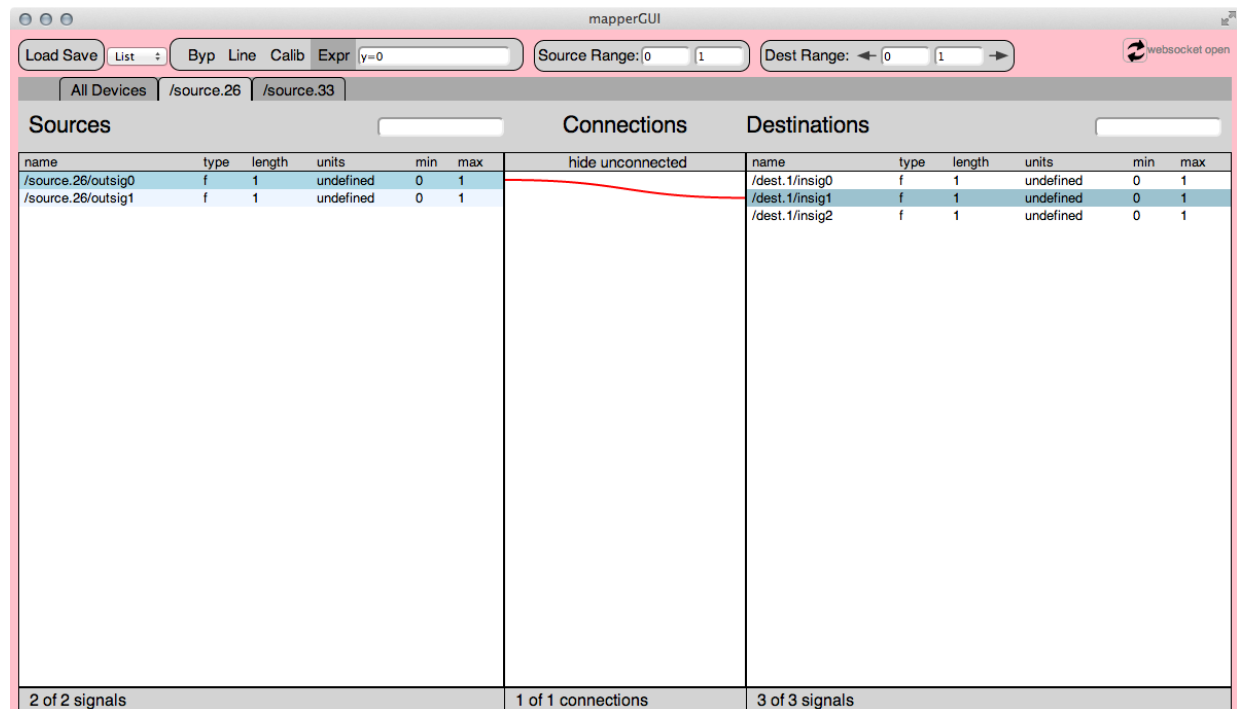 mapperGUI
Load Save List Byp Line Calib Expr y=0 Source Range: 0 1 Dest Range: 0 1 websocket open
All Devices /source.26 /source.33
Sources Connections Destinations
name type length units min max hide unconnected name type length units min max
/source.26/outsig0 f 1 undefined 0 1 /dest.1/insig0 f 1 undefined 0 1
/source.26/outsig1 f 1 undefined 0 1 /dest.1/insig1 f 1 undefined 0 1
/dest.1/insig2 f 1 undefined 0 1
2 of 2 signals 1 of 1 connections 3 of 3 signals